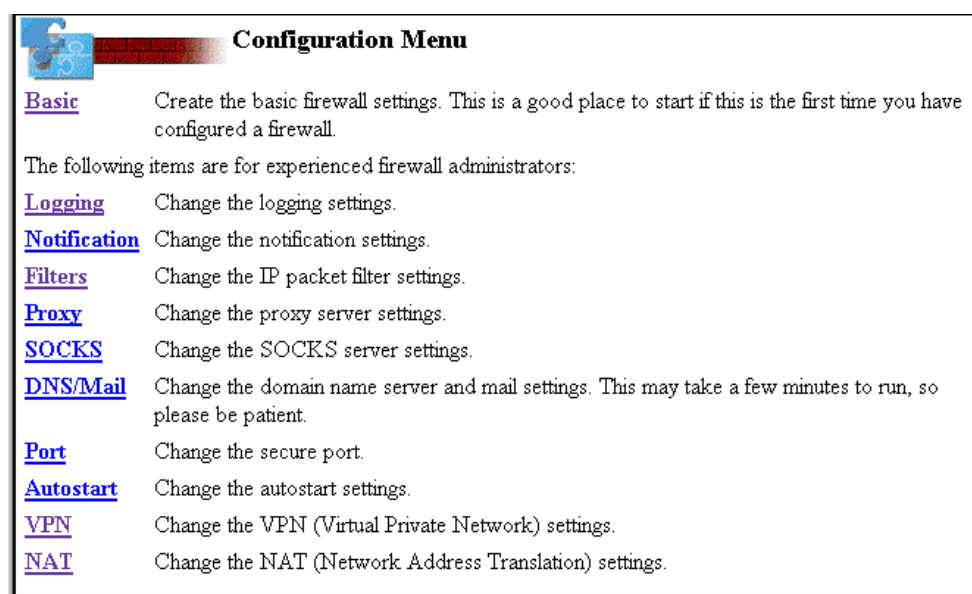 Configuration Menu
Basic Create the basic firewall settings. This is a good place to start if this is the first time you have
configured a firewall.
The following items are for experienced firewall administrators:
Logging Change the logging settings.
Notification Change the notification settings.
Filters Change the IP packet filter settings.
Proxy Change the proxy server settings.
SOCKS Change the SOCKS server settings.
DNS/Mail Change the domain name server and mail settings. This may take a few minutes to run, so
please be patient.
Port Change the secure port.
Autostart Change the autostart settings.
VPN Change the VPN (Virtual Private Network) settings.
NAT Change the NAT (Network Address Translation) settings.